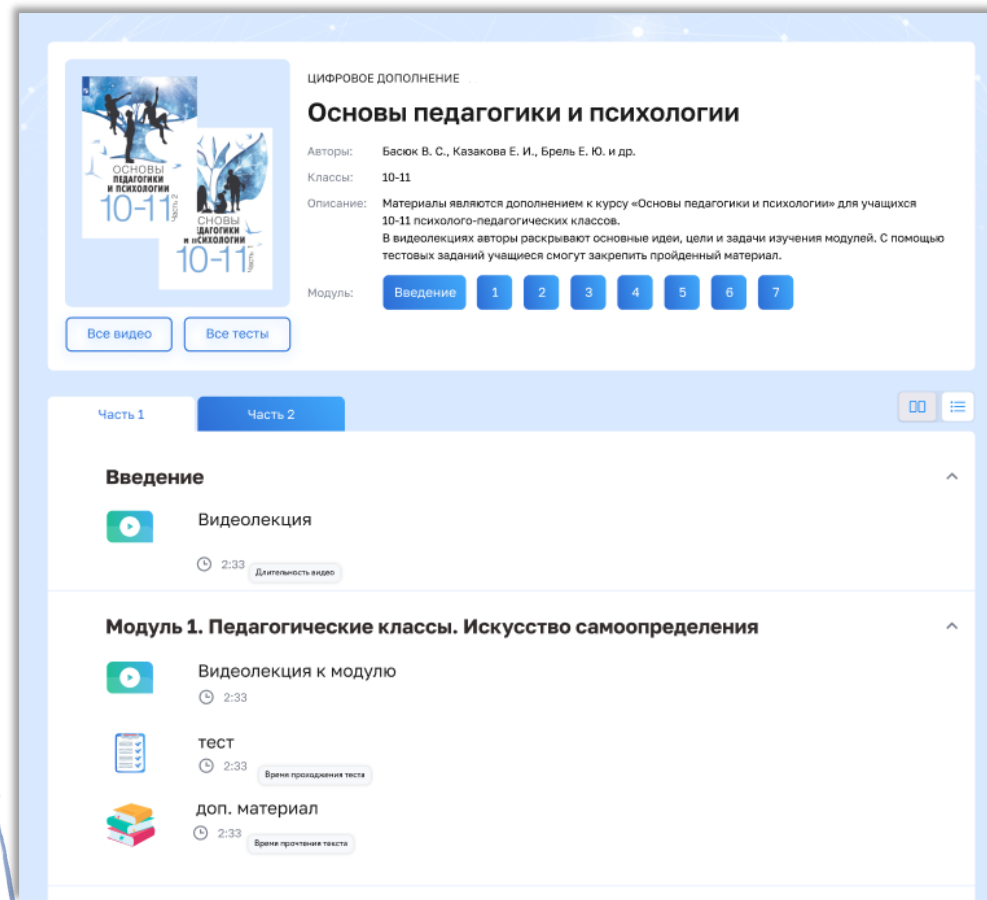 ЦИФРОВОЕ ДОПОЛНЕНИЕ
Основы педагогики и психологии
Авторы: Басюк В. С., Казакова Е. И., Брель Е. Ю. и др.
Классы: 10-11
Описание: Материалы являются дополнением к курсу «Основы педагогики и психологии» для учащихся
10-11 психолого-педагогических классов.
В видеолекциях авторы раскрывают основные идеи, цели и задачи изучения модулей. С помощью
тестовых заданий учащиеся смогут закрепить пройденный материал.
Модуль: Введение 1 2 3 4 5 6 7
ОСНОВЫ
ПЕДАГОГИКИ
И ПСИХОЛОГИИ
10-11
Часть 2
СНОВЫ
ДАГОГИКИ
И ПСИХОЛОГИИ
10-11
Часть 1
Все видео Все тесты
Часть 1 Часть 2
Введение
Видеолекция
2:33 Длительность видео
Модуль 1. Педагогические классы. Искусство самоопределения
Видеолекция к модулю
2:33
тест
2:33 Время прохождения теста
доп. материал
2:33 Время прочтения текста